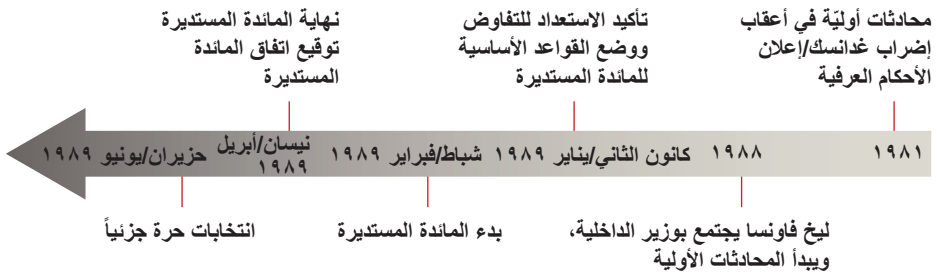 محادثات أوليّة في أعقاب
إضراب غدانسك/إعلان
الأحكام العرفية
تأكيد الاستعداد للتفاوض
ووضع القواعد الأساسية
للمائدة المستديرة
نهاية المائدة المستديرة
توقيع اتفاق المائدة
المستديرة
١٩٨١
١٩٨٨
كانون الثاني/يناير ١٩٨٩
شباط/فبراير ١٩٨٩
نيسان/أبريل
١٩٨٩
حزيران/يونيو ١٩٨٩
ليخ فاونسا يجتمع بوزير الداخلية،
ويبدأ المحادثات الأولية
بدء المائدة المستديرة
انتخابات حرة جزئياً